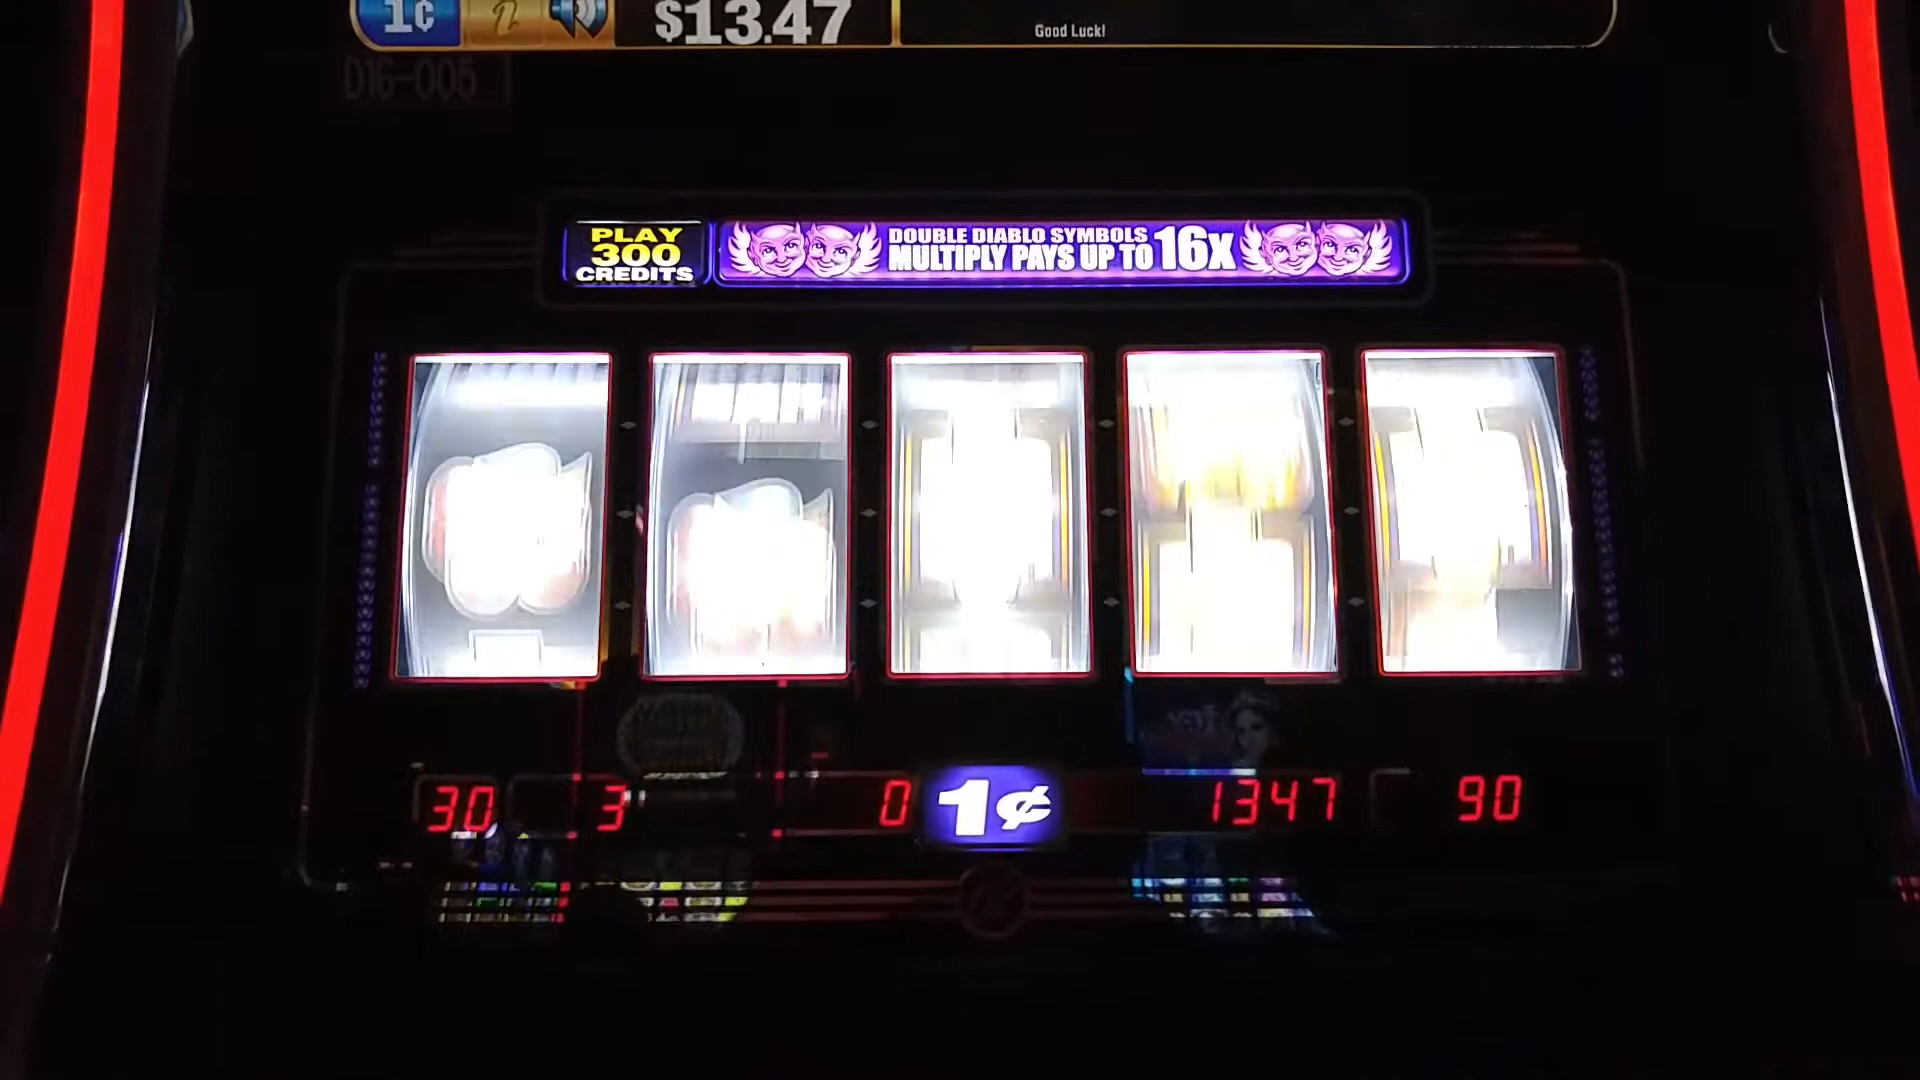 1¢
$13.47
Good Luck!
D16-005
PLAY
300
CREDITS
DOUBLE DIABLO SYMBOLS
MULTIPLY PAYS UP TO 16X
30
3
0
1¢
1347
90